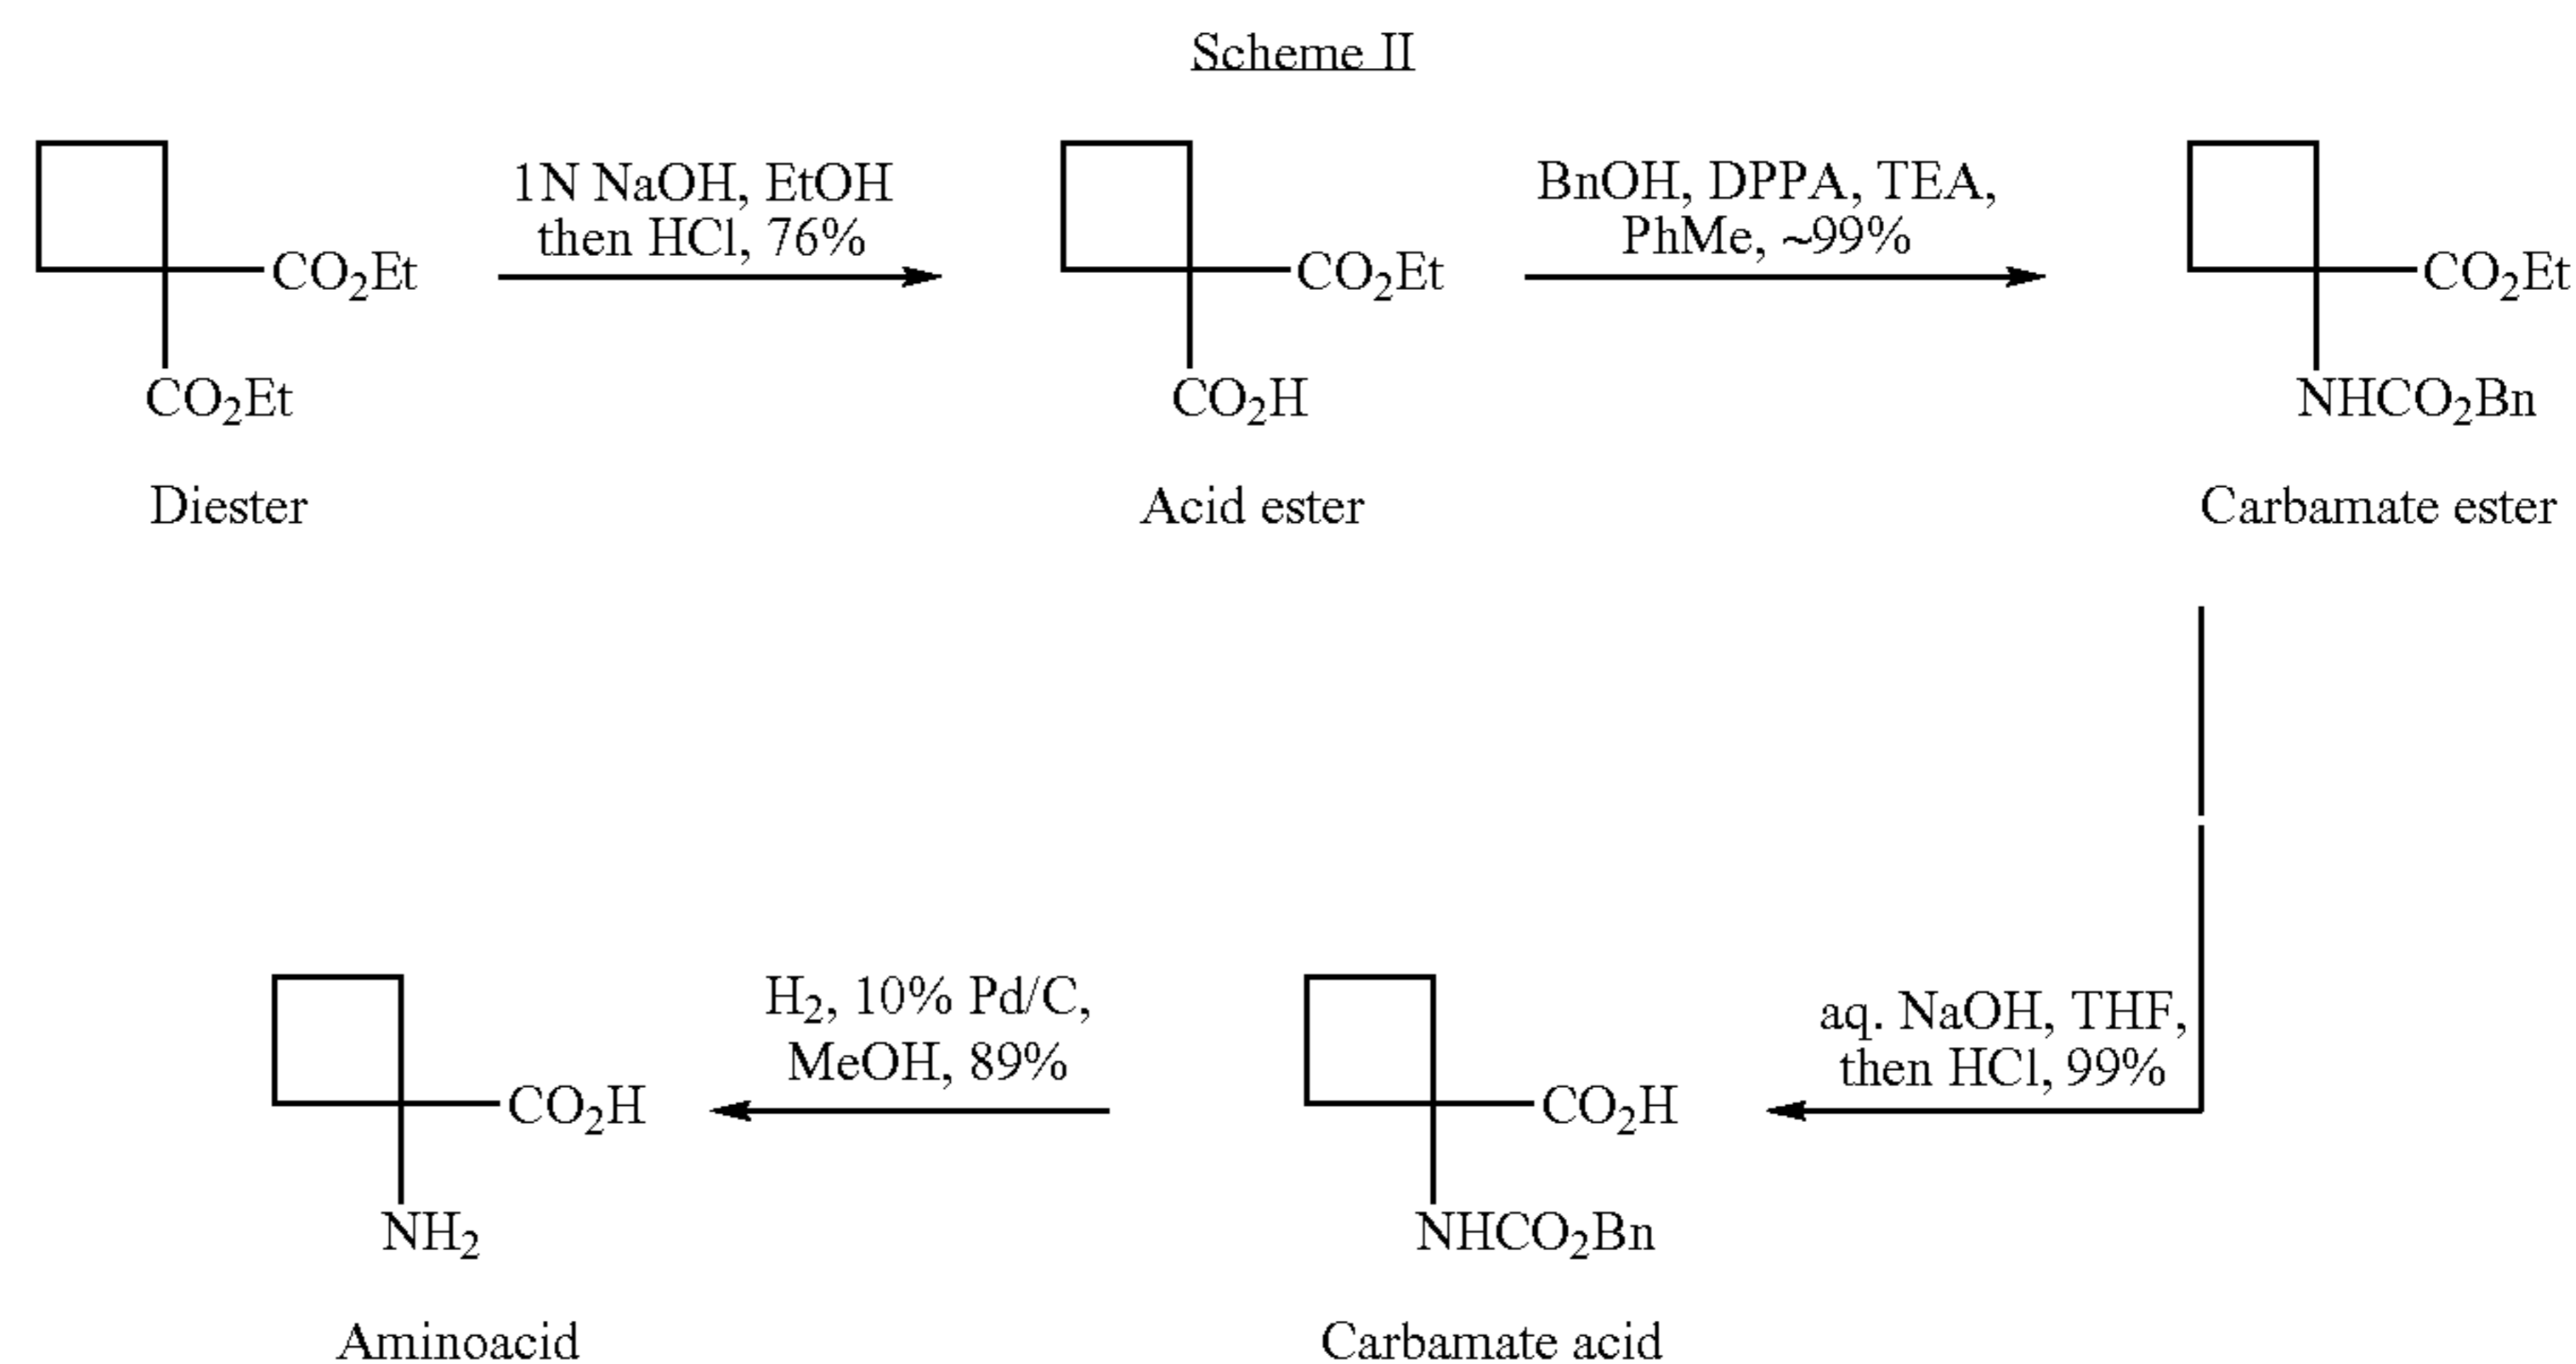 Scheme II
1N NaOH, EtOH
then HCl, 76%
BnOH, DPPA, TEA,
PhMe, ~99%
CO₂Et
CO₂Et
CO₂Et
CO₂Et
CO₂H
NHCO₂Bn
Diester
Acid ester
Carbamate ester
H₂, 10% Pd/C,
MeOH, 89%
aq. NaOH, THF,
then HCl, 99%
CO₂H
CO₂H
NH₂
NHCO₂Bn
Aminoacid
Carbamate acid